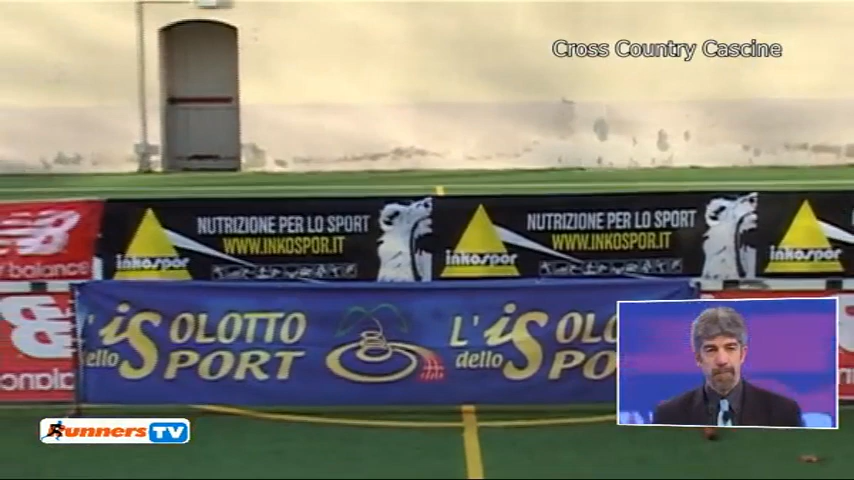 Cross Country Cascine
NUTRIZIONE PER LO SPORT
WWW.INKOSPOR.IT
inkospor
NUTRIZIONE PER LO SPORT
WWW.INKOSPOR.IT
inkospor
inkospor
balance
L'iSOLOTTO
dello SPORT
L'iSOLO
dello SPO
balance
RunnersTV